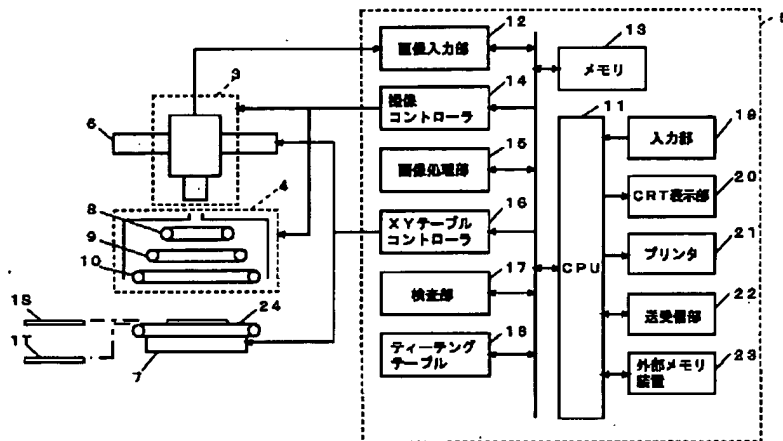 5
12
画像入力部
13
メモリ
3
14
撮像
コントローラ
11
6
19
入力部
15
画像処理部
4
20
CRT表示部
8
16
XYテーブル
コントローラ
9
21
プリンタ
10
CPU
17
検査部
22
送受信部
1S
24
18
ティーチング
テーブル
23
外部メモリ
装置
1T
7